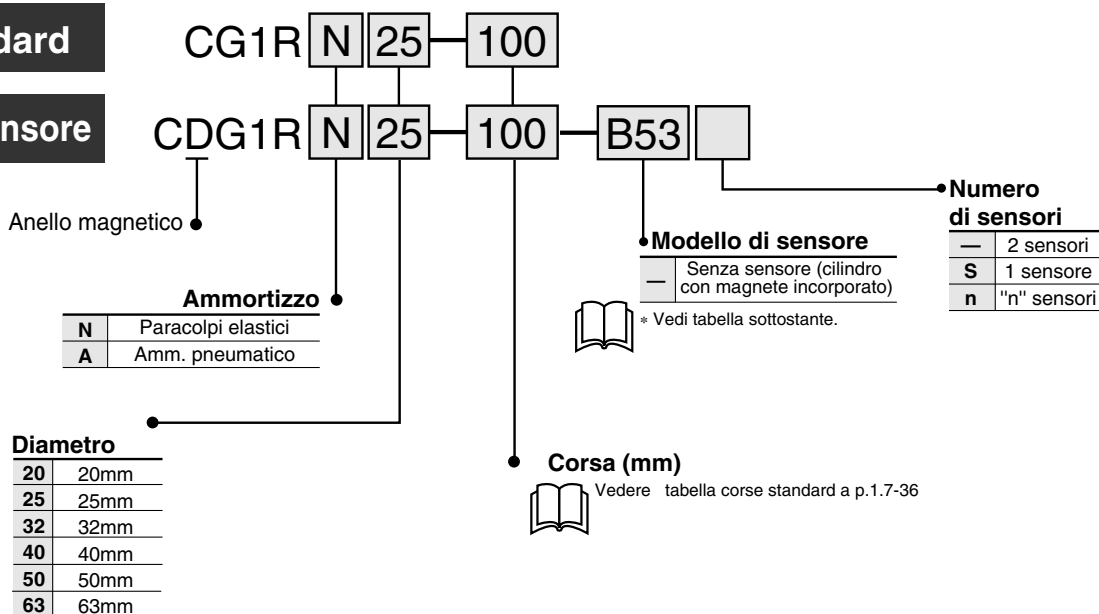 dard
CG1R N 25 — 100
nsore
CDG1R N 25 — 100 — B53
Anello magnetico
Numero
di sensori
— 2 sensori
S 1 sensore
n "n" sensori
Modello di sensore
— Senza sensore (cilindro
con magnete incorporato)
* Vedi tabella sottostante.
Ammortizzo
N Paracolpi elastici
A Amm. pneumatico
Diametro
20 20mm
25 25mm
32 32mm
40 40mm
50 50mm
63 63mm
Corsa (mm)
Vedere tabella corse standard a p.1.7-36